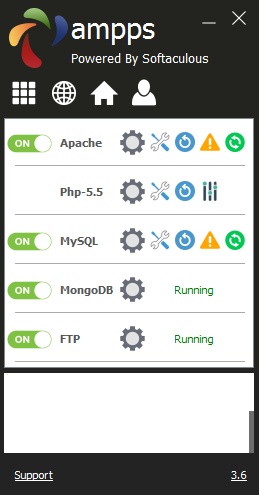 ampps
Powered By Softaculous
ON Apache
Php-5.5
ON MySQL
ON MongoDB Running
ON FTP Running
Support 3.6